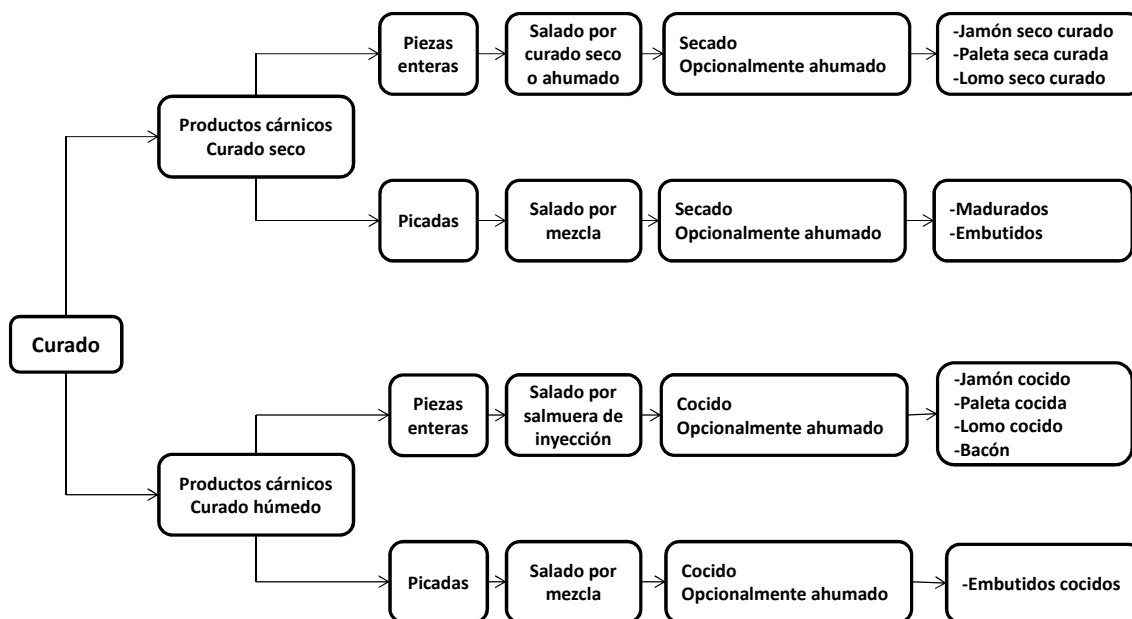 Piezas
enteras
Salado por
curado seco
o ahumado
Secado
Opcionalmente ahumado
-Jamón seco curado
-Paleta seca curada
-Lomo seco curado
Productos cárnicos
Curado seco
Picadas
Salado por
mezcla
Secado
Opcionalmente ahumado
-Madurados
-Embutidos
Curado
Piezas
enteras
Salado por
salmuera de
inyección
Cocido
Opcionalmente ahumado
-Jamón cocido
-Paleta cocida
-Lomo cocido
-Bacón
Productos cárnicos
Curado húmedo
Picadas
Salado por
mezcla
Cocido
Opcionalmente ahumado
-Embutidos cocidos